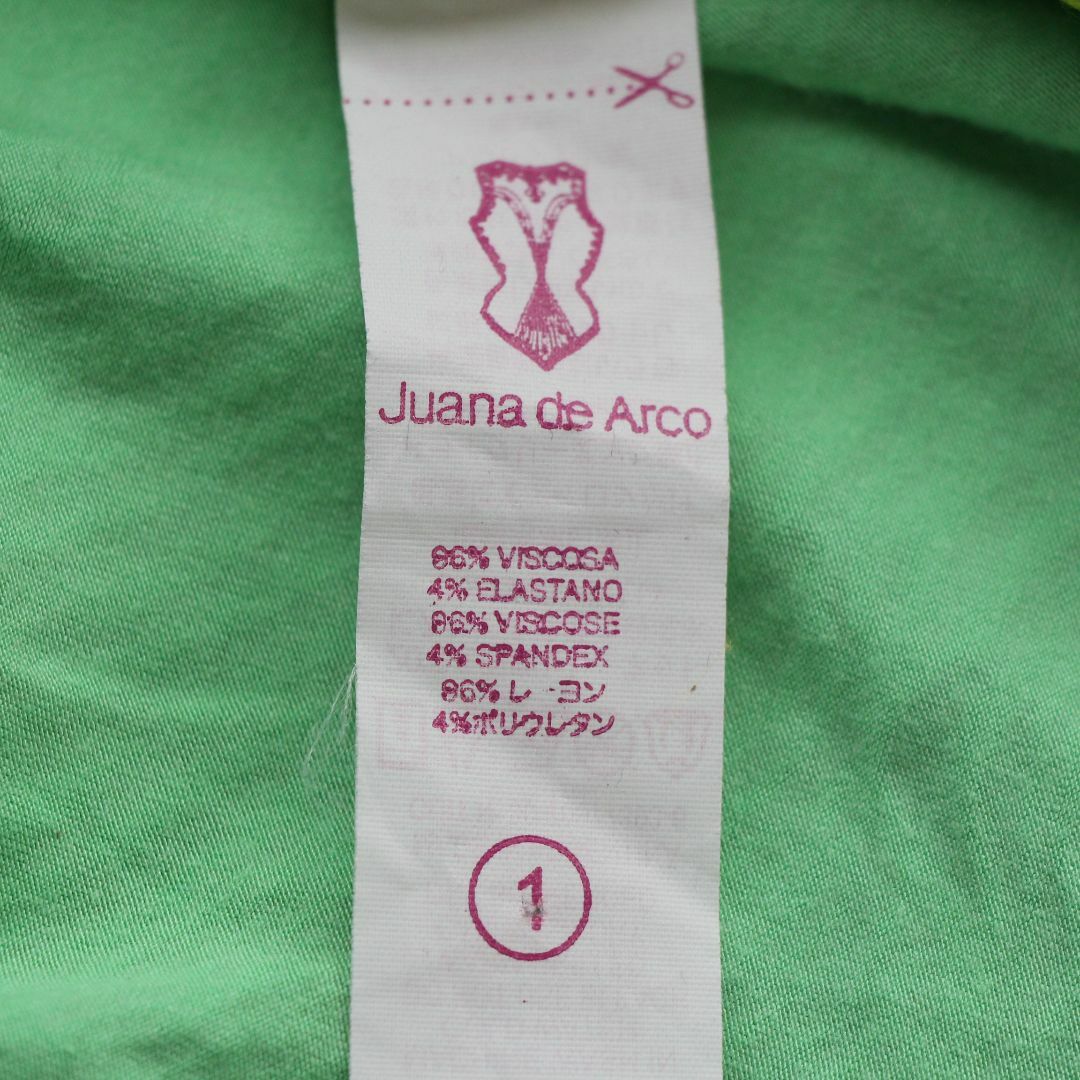 Juana de Arco
96% VISCOSA
4% ELASTANO
96% VISCOSE
4% SPANDEX
96% レーヨン
4%ポリウレタン
1